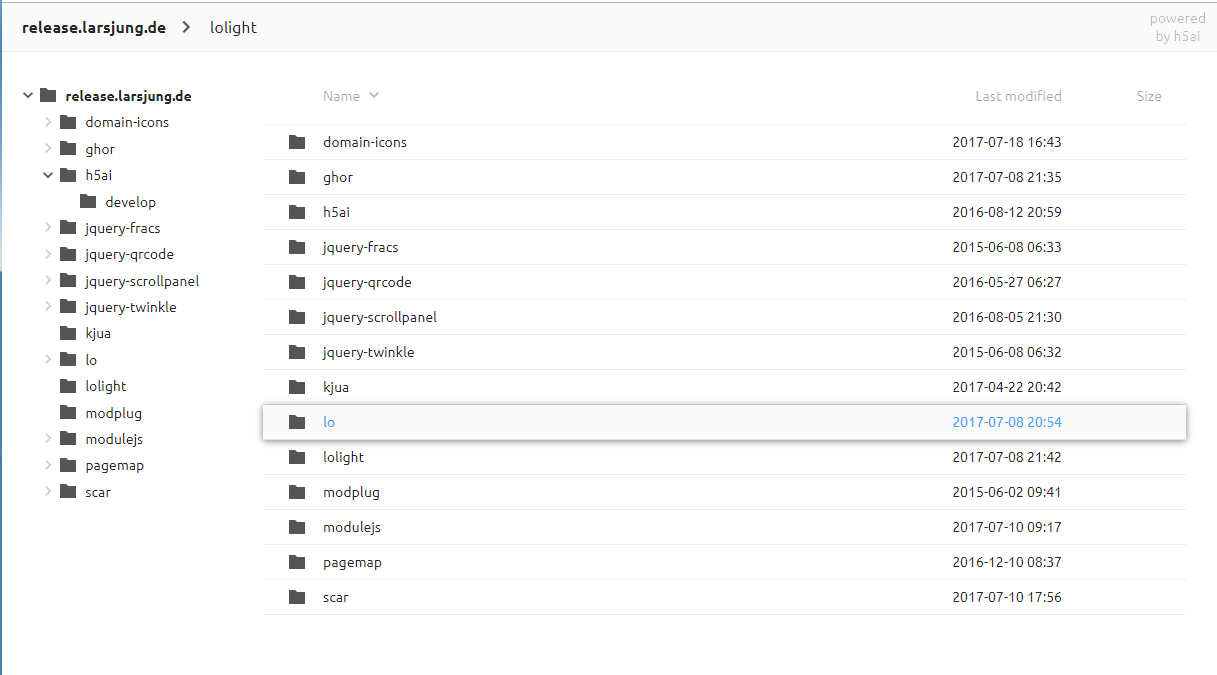 release.larsjung.de lolight
powered
by h5ai
release.larsjung.de
domain-icons
ghor
h5ai
develop
jquery-fracs
jquery-qrcode
jquery-scrollpanel
jquery-twinkle
kjua
lo
lolight
modplug
modulejs
pagemap
scar
Name Last modified Size
domain-icons 2017-07-18 16:43
ghor 2017-07-08 21:35
h5ai 2016-08-12 20:59
jquery-fracs 2015-06-08 06:33
jquery-qrcode 2016-05-27 06:27
jquery-scrollpanel 2016-08-05 21:30
jquery-twinkle 2015-06-08 06:32
kjua 2017-04-22 20:42
lo 2017-07-08 20:54
lolight 2017-07-08 21:42
modplug 2015-06-02 09:41
modulejs 2017-07-10 09:17
pagemap 2016-12-10 08:37
scar 2017-07-10 17:56